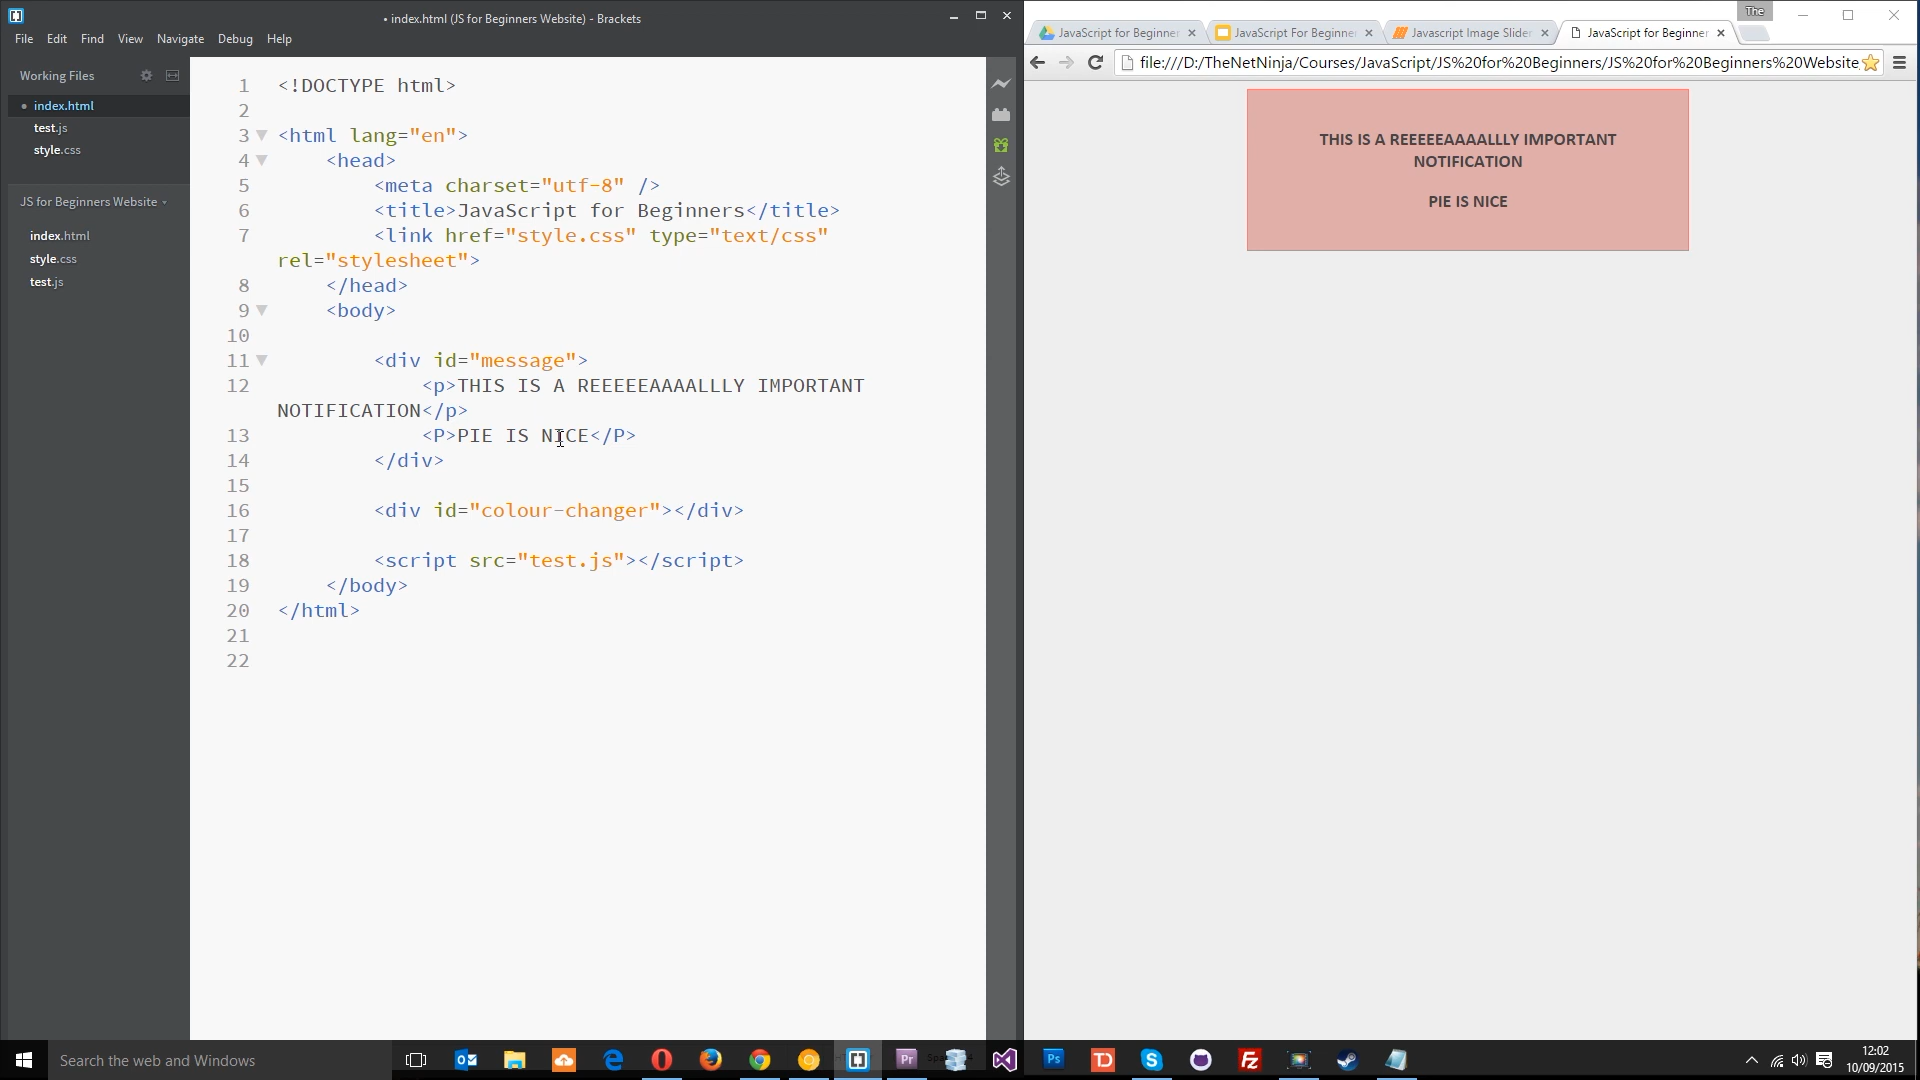 • index.html (JS for Beginners Website) - Brackets
File Edit Find View Navigate Debug Help
Working Files
• index.html
test.js
style.css
JS for Beginners Website
index.html
style.css
test.js
1 <!DOCTYPE html>
2
3 <html lang="en">
4 <head>
5 <meta charset="utf-8" />
6 <title>JavaScript for Beginners</title>
7 <link href="style.css" type="text/css"
rel="stylesheet">
8 </head>
9 <body>
10
11 <div id="message">
12 <p>THIS IS A REEEEEAAAALLLY IMPORTANT
NOTIFICATION</p>
13 <P>PIE IS NICE</P>
14 </div>
15
16 <div id="colour-changer"></div>
17
18 <script src="test.js"></script>
19 </body>
20 </html>
21
22
The
JavaScript for Beginner
JavaScript For Beginne
Javascript Image Slider
JavaScript for Beginner
file:///D:/TheNetNinja/Courses/JavaScript/JS%20for%20Beginners/JS%20for%20Beginners%20Website
THIS IS A REEEEEAAAALLLY IMPORTANT
NOTIFICATION
PIE IS NICE
Search the web and Windows
Pr
Ps
TD
12:02
10/09/2015